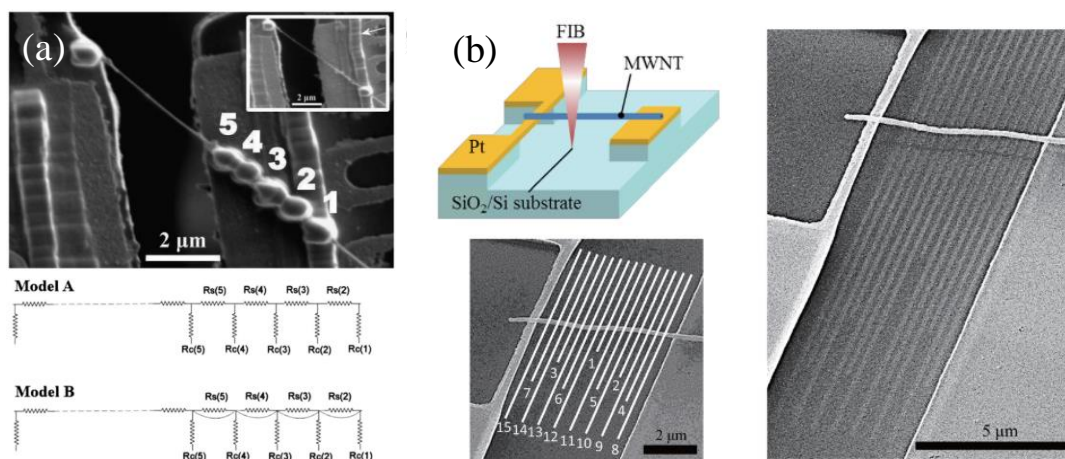 (a)
2 μm
5
4
3
2
1
2 μm
Model A
Rs(5) Rs(4) Rs(3) Rs(2)
Rc(5) Rc(4) Rc(3) Rc(2) Rc(1)
Model B
Rs(5) Rs(4) Rs(3) Rs(2)
Rc(5) Rc(4) Rc(3) Rc(2) Rc(1)
(b)
FIB
MWNT
Pt
SiO₂/Si substrate
3 1
7 6 5 2
4
15 14 13 12 11 10 9 8
2 μm
5 μm